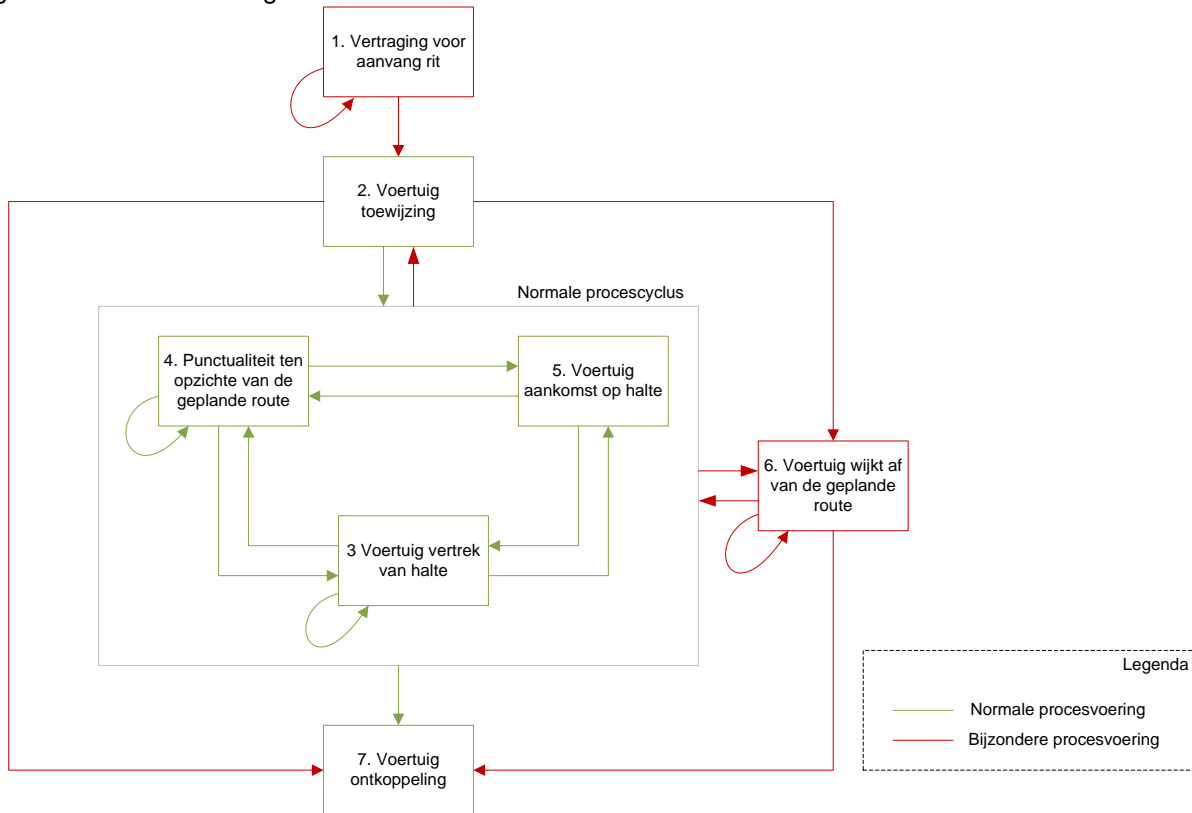 1. Vertraging voor
aanvang rit
2. Voertuig
toewijzing
Normale procescyclus
4. Punctualiteit ten
opzichte van de
geplande route
5. Voertuig
aankomst op halte
6. Voertuig wijkt af
van de geplande
route
3 Voertuig vertrek
van halte
7. Voertuig
ontkoppeling
Legenda
Normale procesvoering
Bijzondere procesvoering